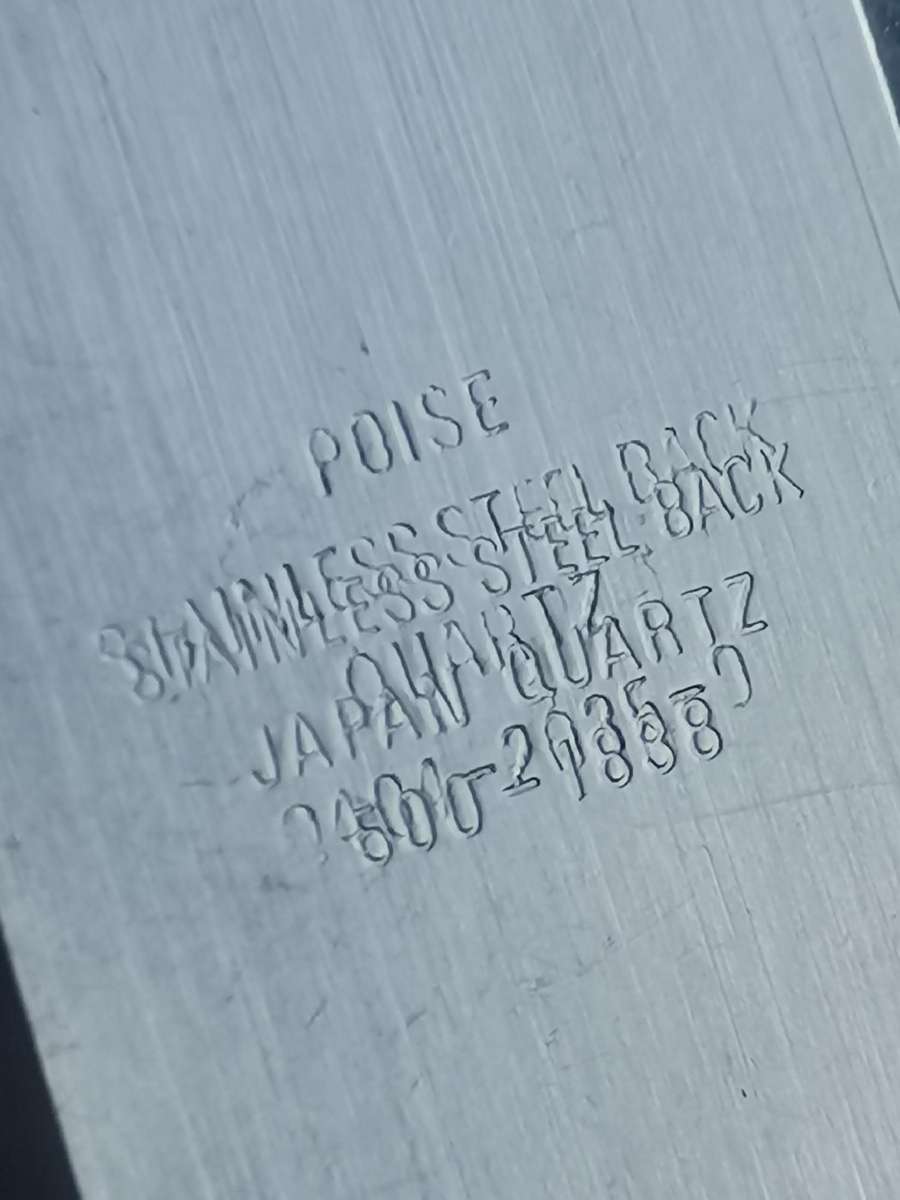 POISE
STAINLESS STEEL BACK
STAINLESS STEEL BACK
QUARTZ
JAPAN QUARTZ